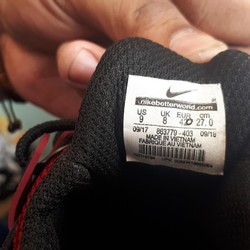 nikebetterworld.com
US UK EUR cm
9 8 42.5 27.0
09/17 863779-403 09/18
MADE IN VIETNAM
FABRIQUÉ AU VIETNAM